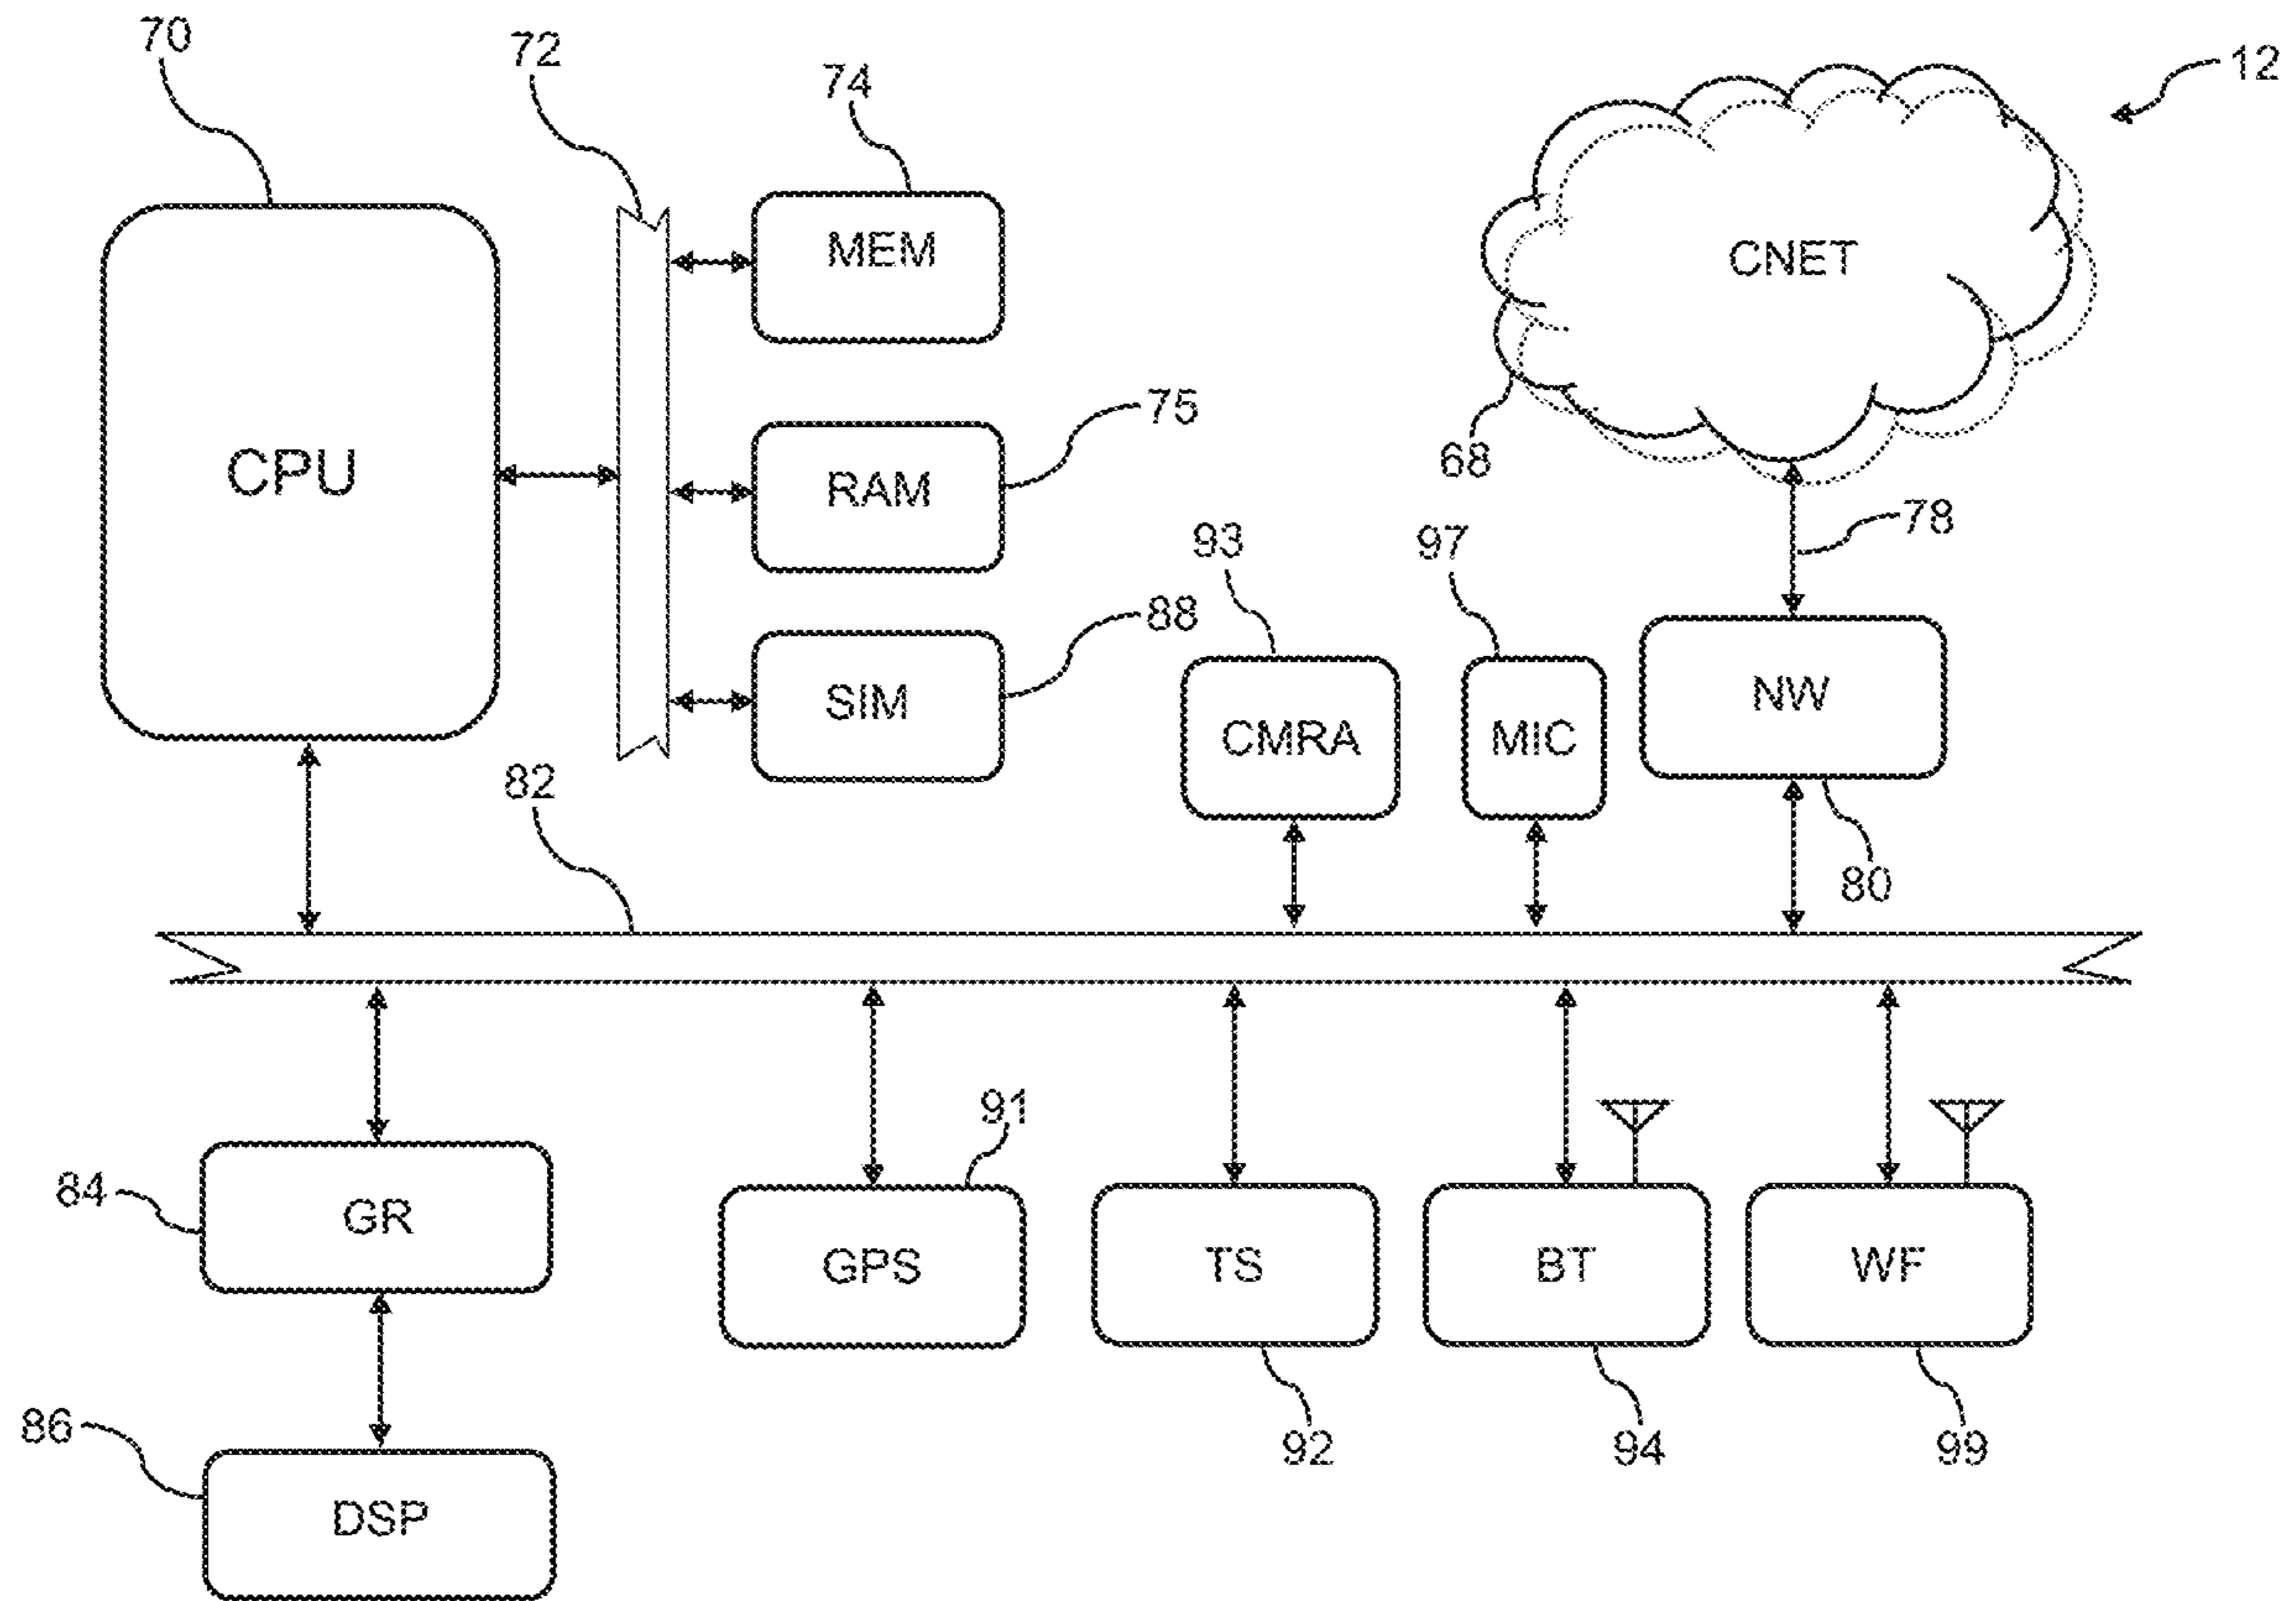 70
72
74
12
MEM
CNET
CPU
75
RAM
68
78
93
97
88
SIM
CMRA
MIC
NW
82
80
91
84
GR
GPS
TS
BT
WF
86
92
94
99
DSP